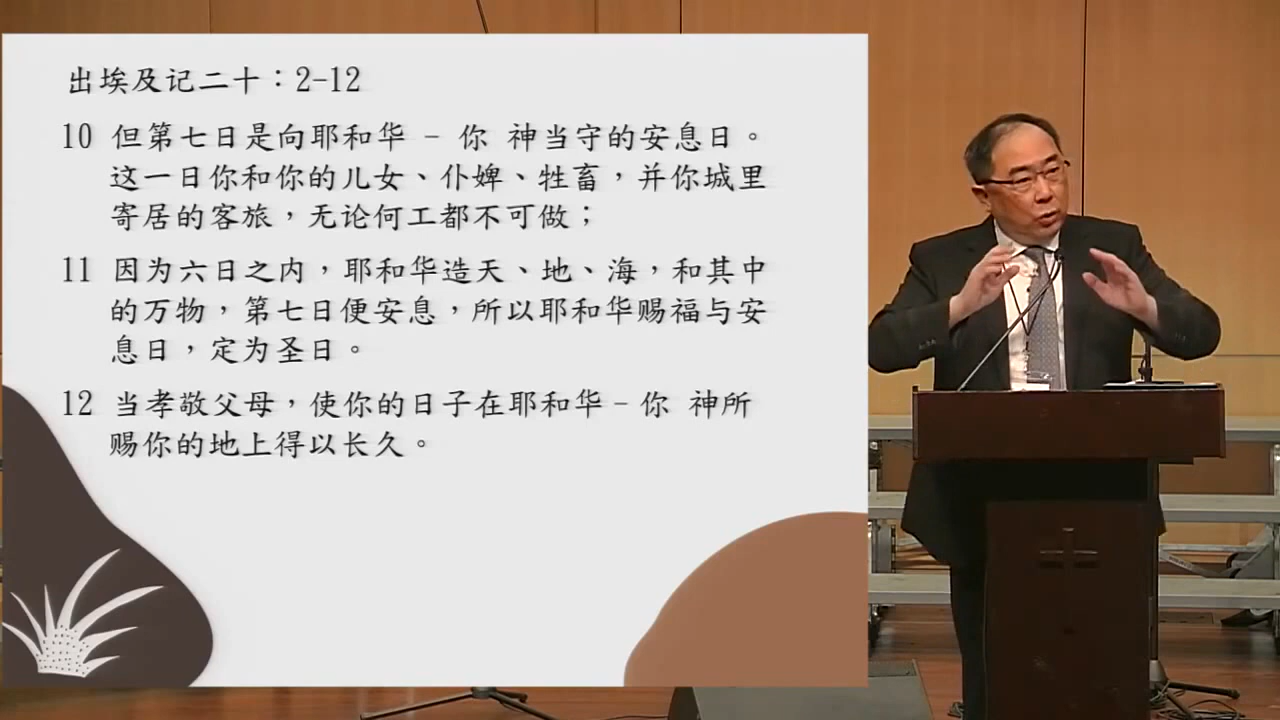 出埃及记二十：2-12
10 但第七日是向耶和华 – 你 神当守的安息日。
这一日你和你的儿女、仆婢、牲畜，并你城里
寄居的客旅，无论何工都不可做；
11 因为六日之内，耶和华造天、地、海，和其中
的万物，第七日便安息，所以耶和华赐福与安
息日，定为圣日。
12 当孝敬父母，使你的日子在耶和华 – 你 神所
赐你的地上得以长久。